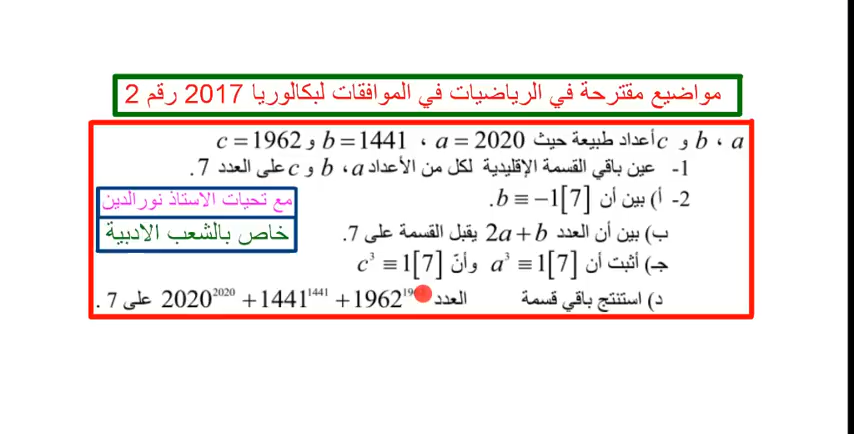 مواضيع مقترحة في الرياضيات في الموافقات لبكالوريا 2017 رقم 2
a ، b و c أعداد طبيعة حيث a = 2020 ، b = 1441 و c = 1962
1- عين باقي القسمة الإقليدية لكل من الأعداد a، b و c على العدد 7.
2- أ) بين أن b ≡ −1[7].
مع تحيات الاستاذ نورالدين
ب) بين أن العدد 2a + b يقبل القسمة على 7.
خاص بالشعب الادبية
جـ) أثبت أن a³ ≡ 1[7] وأنّ c³ ≡ 1[7]
د) استنتج باقي قسمة العدد 2020²⁰²⁰ + 1441¹⁴⁴¹ + 1962¹⁹ على 7 .